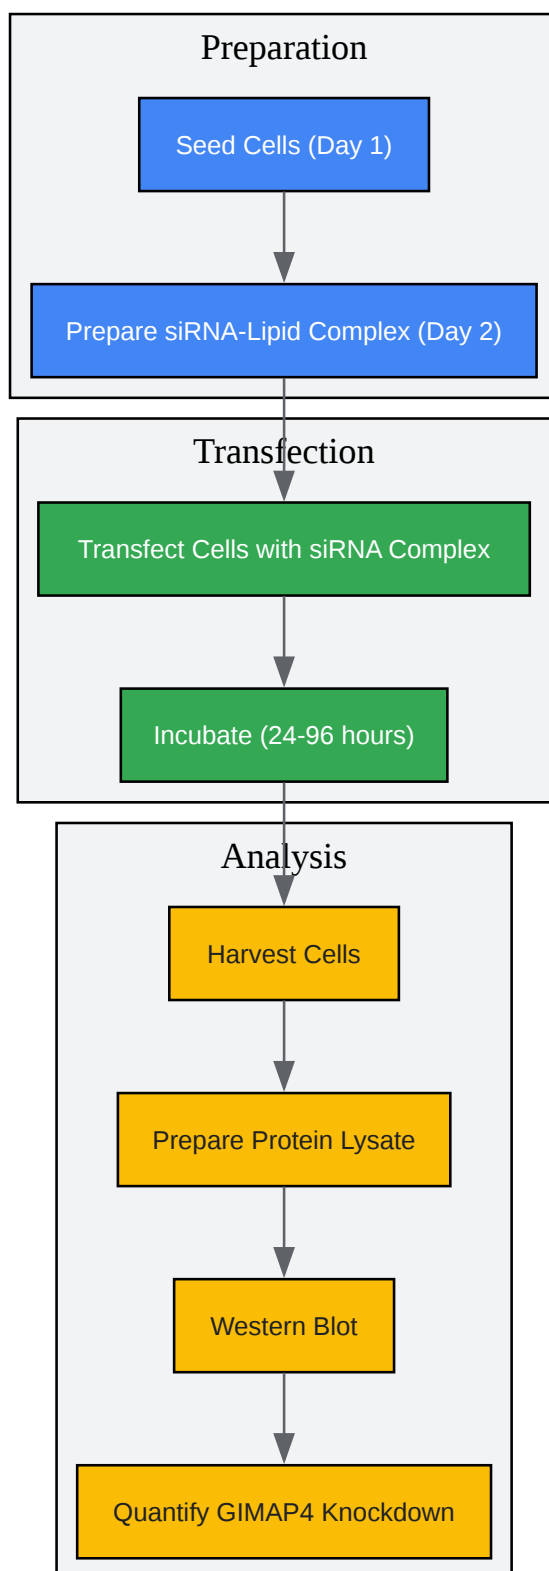 Preparation
Seed Cells (Day 1)
Prepare siRNA-Lipid Complex (Day 2)
Transfection
Transfect Cells with siRNA Complex
Incubate (24-96 hours)
Analysis
Harvest Cells
Prepare Protein Lysate
Western Blot
Quantify GIMAP4 Knockdown